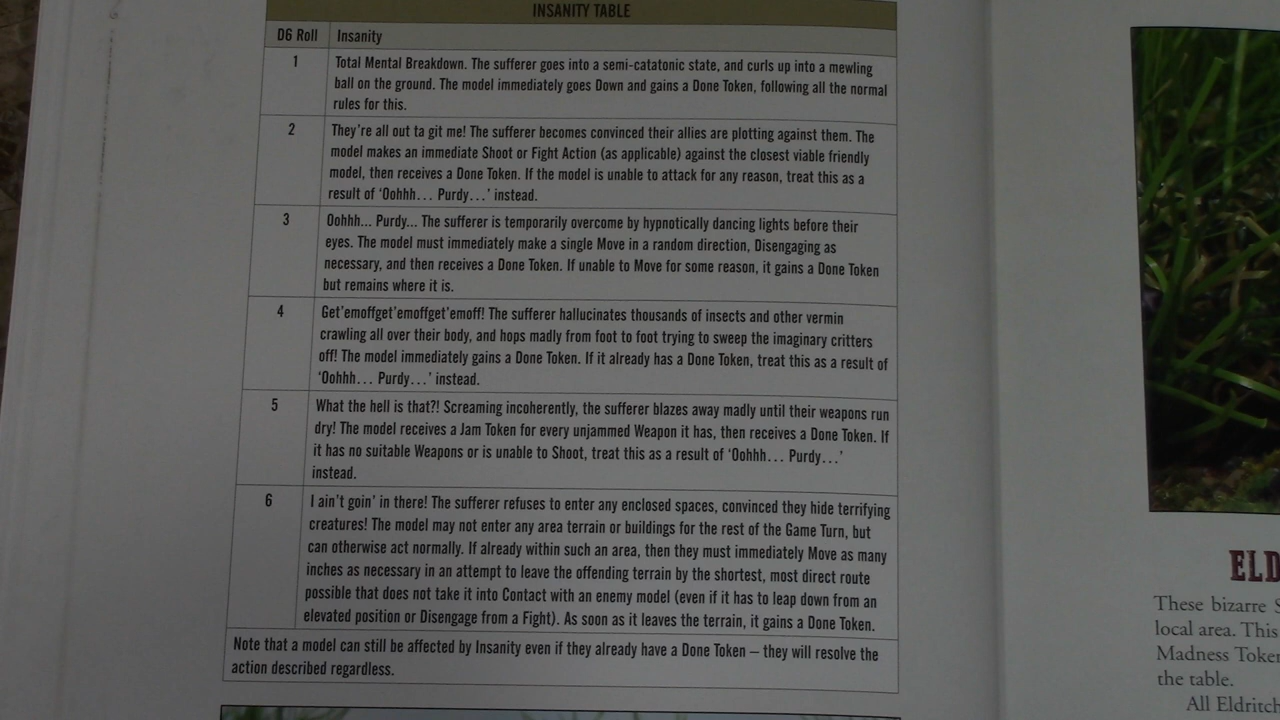 INSANITY TABLE
D6 Roll Insanity
1 Total Mental Breakdown. The sufferer goes into a semi-catatonic state, and curls up into a mewling
ball on the ground. The model immediately goes Down and gains a Done Token, following all the normal
rules for this.
2 They're all out ta git me! The sufferer becomes convinced their allies are plotting against them. The
model makes an immediate Shoot or Fight Action (as applicable) against the closest viable friendly
model, then receives a Done Token. If the model is unable to attack for any reason, treat this as a
result of 'Oohhh... Purdy...' instead.
3 Oohhh... Purdy... The sufferer is temporarily overcome by hypnotically dancing lights before their
eyes. The model must immediately make a single Move in a random direction, Disengaging as
necessary, and then receives a Done Token. If unable to Move for some reason, it gains a Done Token
but remains where it is.
4 Get'emoffget'emoffget'emoff! The sufferer hallucinates thousands of insects and other vermin
crawling all over their body, and hops madly from foot to foot trying to sweep the imaginary critters
off! The model immediately gains a Done Token. If it already has a Done Token, treat this as a result of
'Oohhh... Purdy...' instead.
5 What the hell is that?! Screaming incoherently, the sufferer blazes away madly until their weapons run
dry! The model receives a Jam Token for every unjammed Weapon it has, then receives a Done Token. If
it has no suitable Weapons or is unable to Shoot, treat this as a result of 'Oohhh... Purdy...'
instead.
6 I ain't goin' in there! The sufferer refuses to enter any enclosed spaces, convinced they hide terrifying
creatures! The model may not enter any area terrain or buildings for the rest of the Game Turn, but
can otherwise act normally. If already within such an area, then they must immediately Move as many
inches as necessary in an attempt to leave the offending terrain by the shortest, most direct route
possible that does not take it into Contact with an enemy model (even if it has to leap down from an
elevated position or Disengage from a Fight). As soon as it leaves the terrain, it gains a Done Token.
Note that a model can still be affected by Insanity even if they already have a Done Token – they will resolve the
action described regardless.
ELD
These bizarre S
local area. This
Madness Token
the table.
All Eldritch